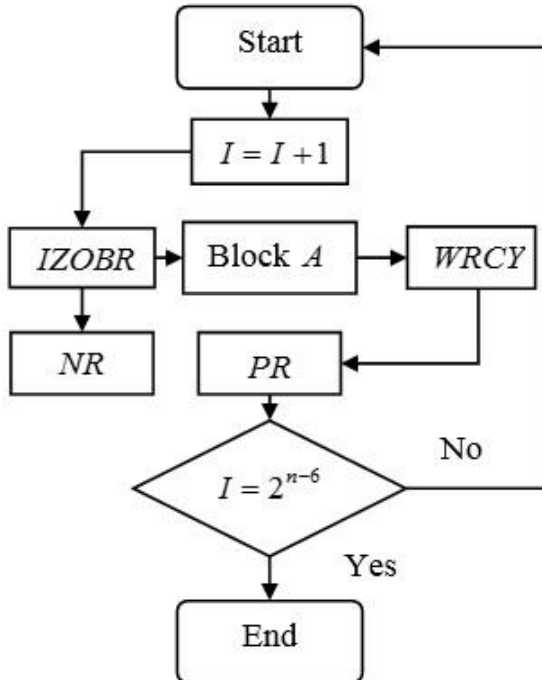 Start
I = I + 1
IZOBR
Block A
WRCY
NR
PR
No
I = 2^{n-6}
Yes
End